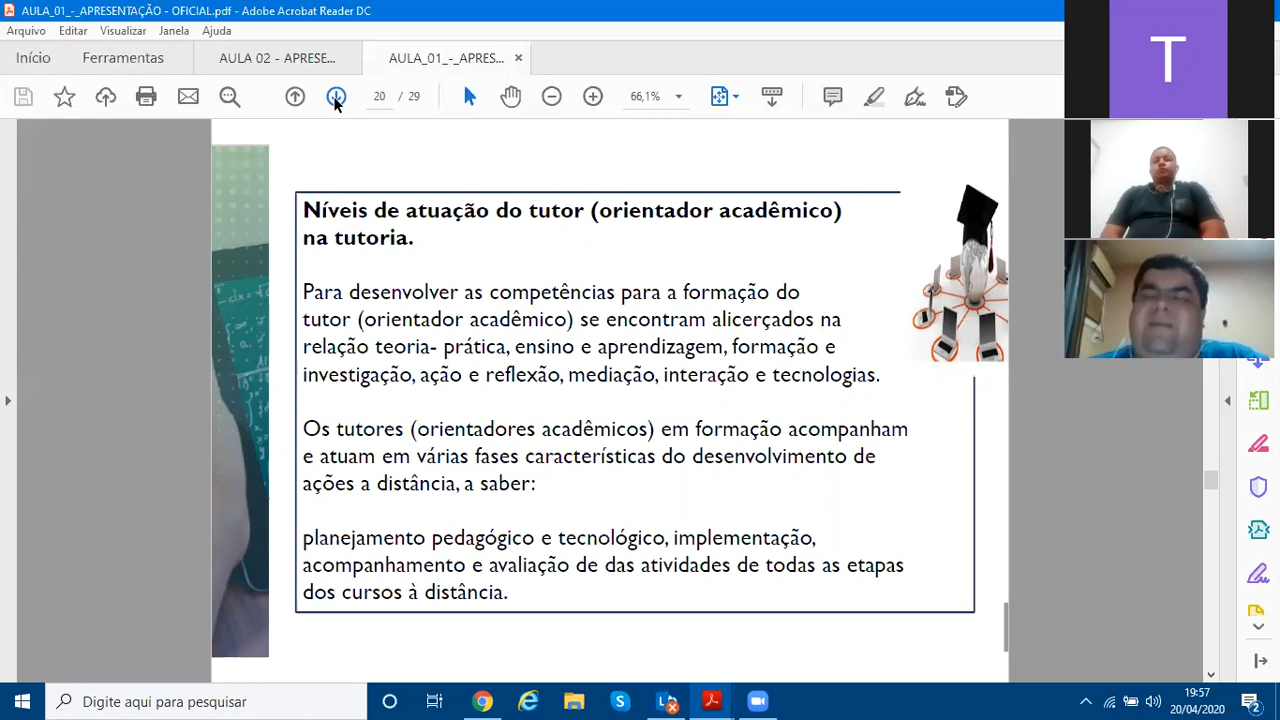 AULA_01_-_APRESENTAÇÃO - OFICIAL.pdf - Adobe Acrobat Reader DC
Arquivo Editar Visualizar Janela Ajuda
Início Ferramentas AULA 02 - APRESE... AULA_01_-_APRES... ×
20 / 29 66,1%
T
Níveis de atuação do tutor (orientador acadêmico)
na tutoria.
Para desenvolver as competências para a formação do
tutor (orientador acadêmico) se encontram alicerçados na
relação teoria- prática, ensino e aprendizagem, formação e
investigação, ação e reflexão, mediação, interação e tecnologias.
Os tutores (orientadores acadêmicos) em formação acompanham
e atuam em várias fases características do desenvolvimento de
ações a distância, a saber:
planejamento pedagógico e tecnológico, implementação,
acompanhamento e avaliação de das atividades de todas as etapas
dos cursos à distância.
Digite aqui para pesquisar
19:57
20/04/2020
2